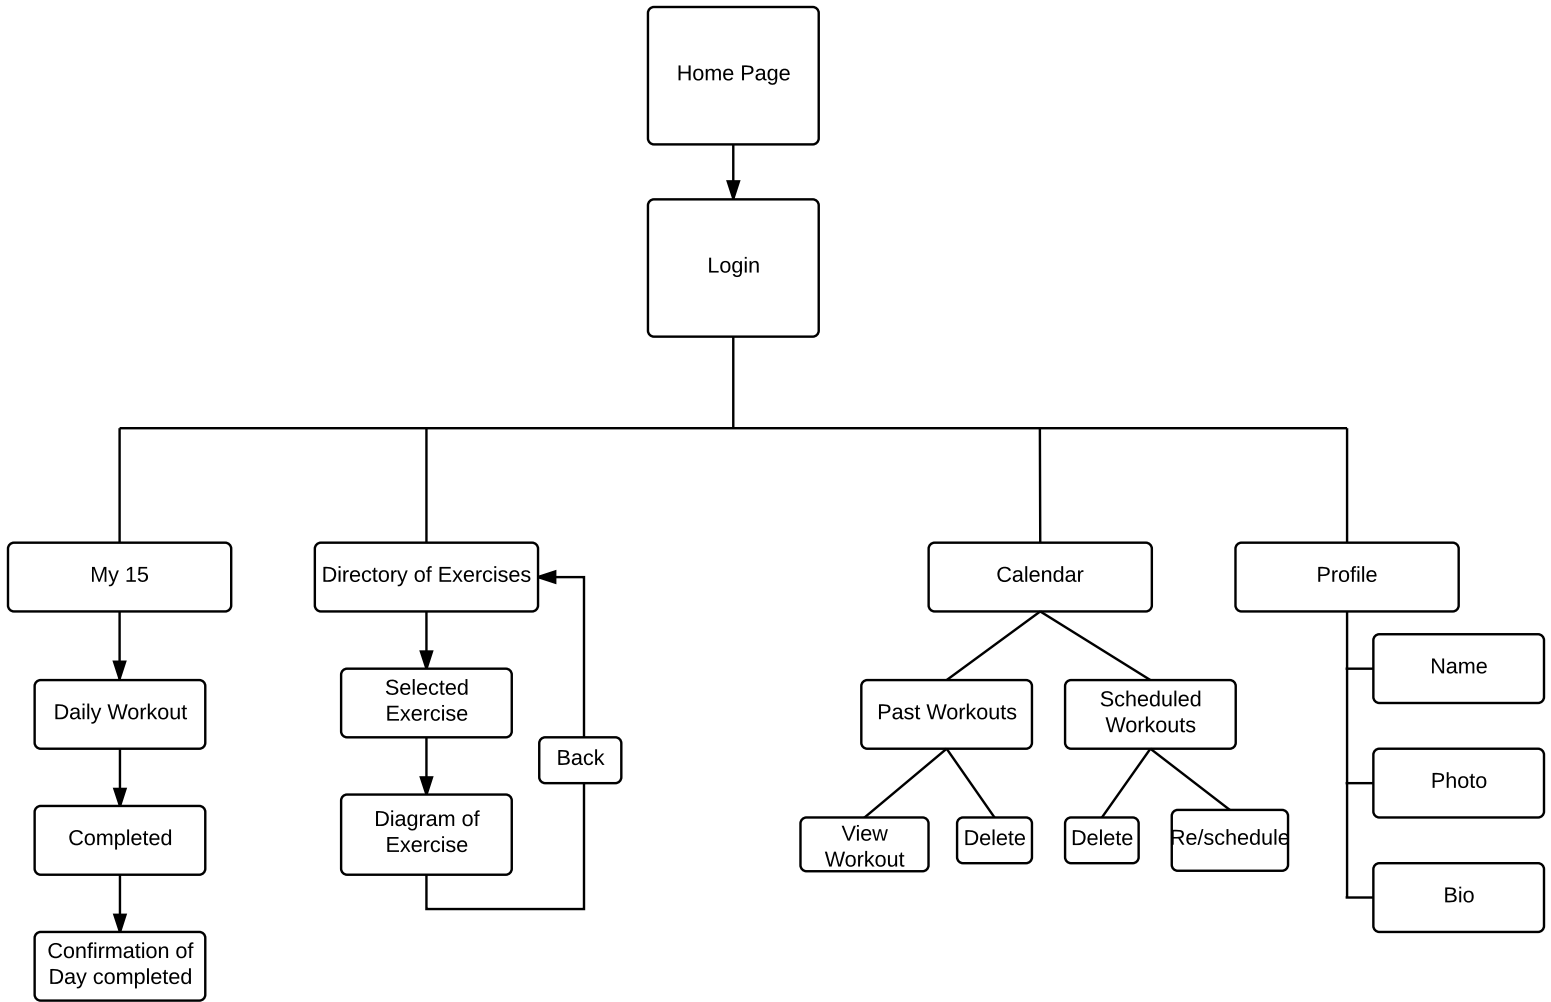 Home Page
Login
My 15
Directory of Exercises
Calendar
Profile
Name
Daily Workout
Selected
Exercise
Past Workouts
Scheduled
Workouts
Back
Photo
Completed
Diagram of
Exercise
View
Workout
Delete
Delete
Re/schedule
Bio
Confirmation of
Day completed